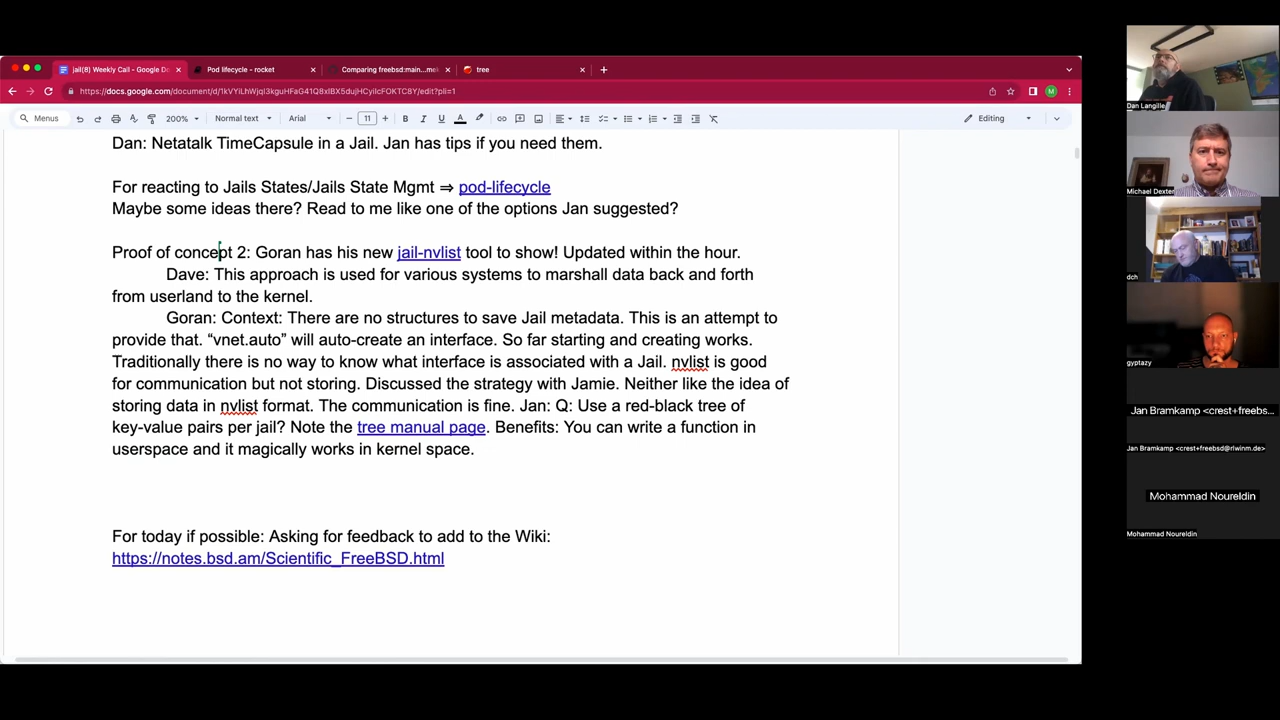 jail(8) Weekly Call - Google Do
Pod lifecycle - rocket
Comparing freebsd:main...me
tree
Menus
200%
Normal text
Arial
11
Editing
Dan: Netatalk TimeCapsule in a Jail. Jan has tips if you need them.
For reacting to Jails States/Jails State Mgmt ⇒ pod-lifecycle
Maybe some ideas there? Read to me like one of the options Jan suggested?
Proof of concept 2: Goran has his new jail-nvlist tool to show! Updated within the hour.
Dave: This approach is used for various systems to marshall data back and forth
from userland to the kernel.
Goran: Context: There are no structures to save Jail metadata. This is an attempt to
provide that. “vnet.auto” will auto-create an interface. So far starting and creating works.
Traditionally there is no way to know what interface is associated with a Jail. nvlist is good
for communication but not storing. Discussed the strategy with Jamie. Neither like the idea of
storing data in nvlist format. The communication is fine. Jan: Q: Use a red-black tree of
key-value pairs per jail? Note the tree manual page. Benefits: You can write a function in
userspace and it magically works in kernel space.
For today if possible: Asking for feedback to add to the Wiki:
https://notes.bsd.am/Scientific_FreeBSD.html
Dan Langille
Michael Dexter
dch
gyptazy
Jan Bramkamp <crest+freebs...
Jan Bramkamp <crest+freebsd@rlwinm.de>
Mohammad Noureldin
Mohammad Noureldin